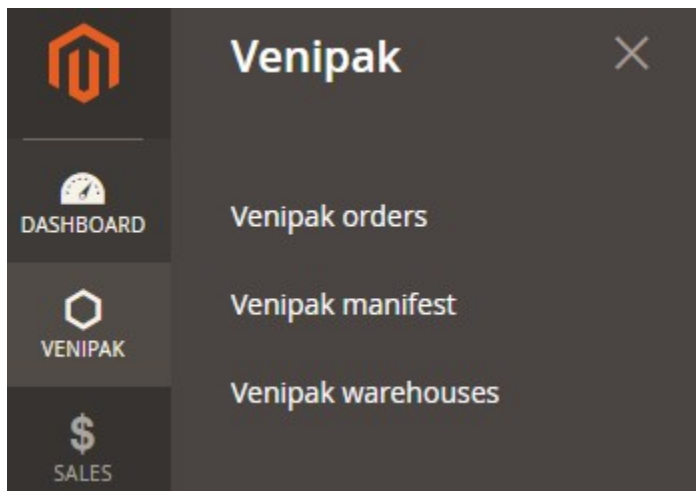 Venipak
DASHBOARD
Venipak orders
VENIPAK
Venipak manifest
Venipak warehouses
$
SALES